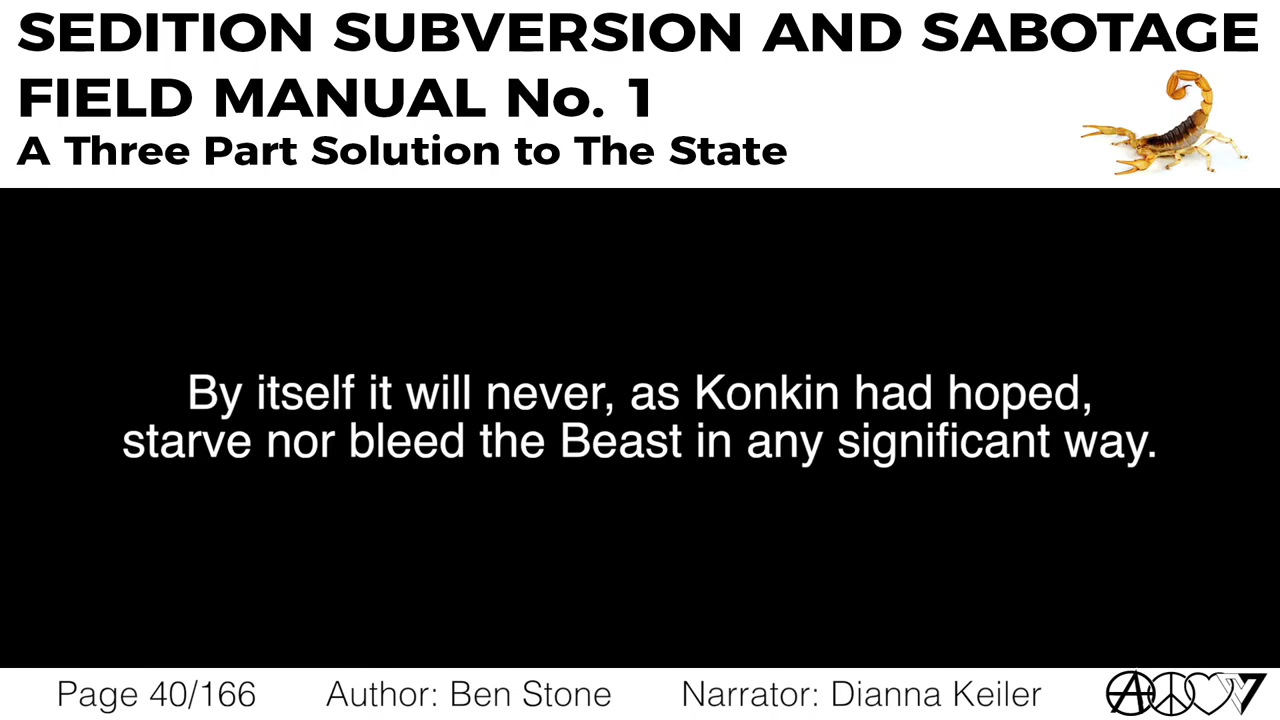 SEDITION SUBVERSION AND SABOTAGE
FIELD MANUAL No. 1
A Three Part Solution to The State
By itself it will never, as Konkin had hoped,
starve nor bleed the Beast in any significant way.
Page 40/166 Author: Ben Stone Narrator: Dianna Keiler